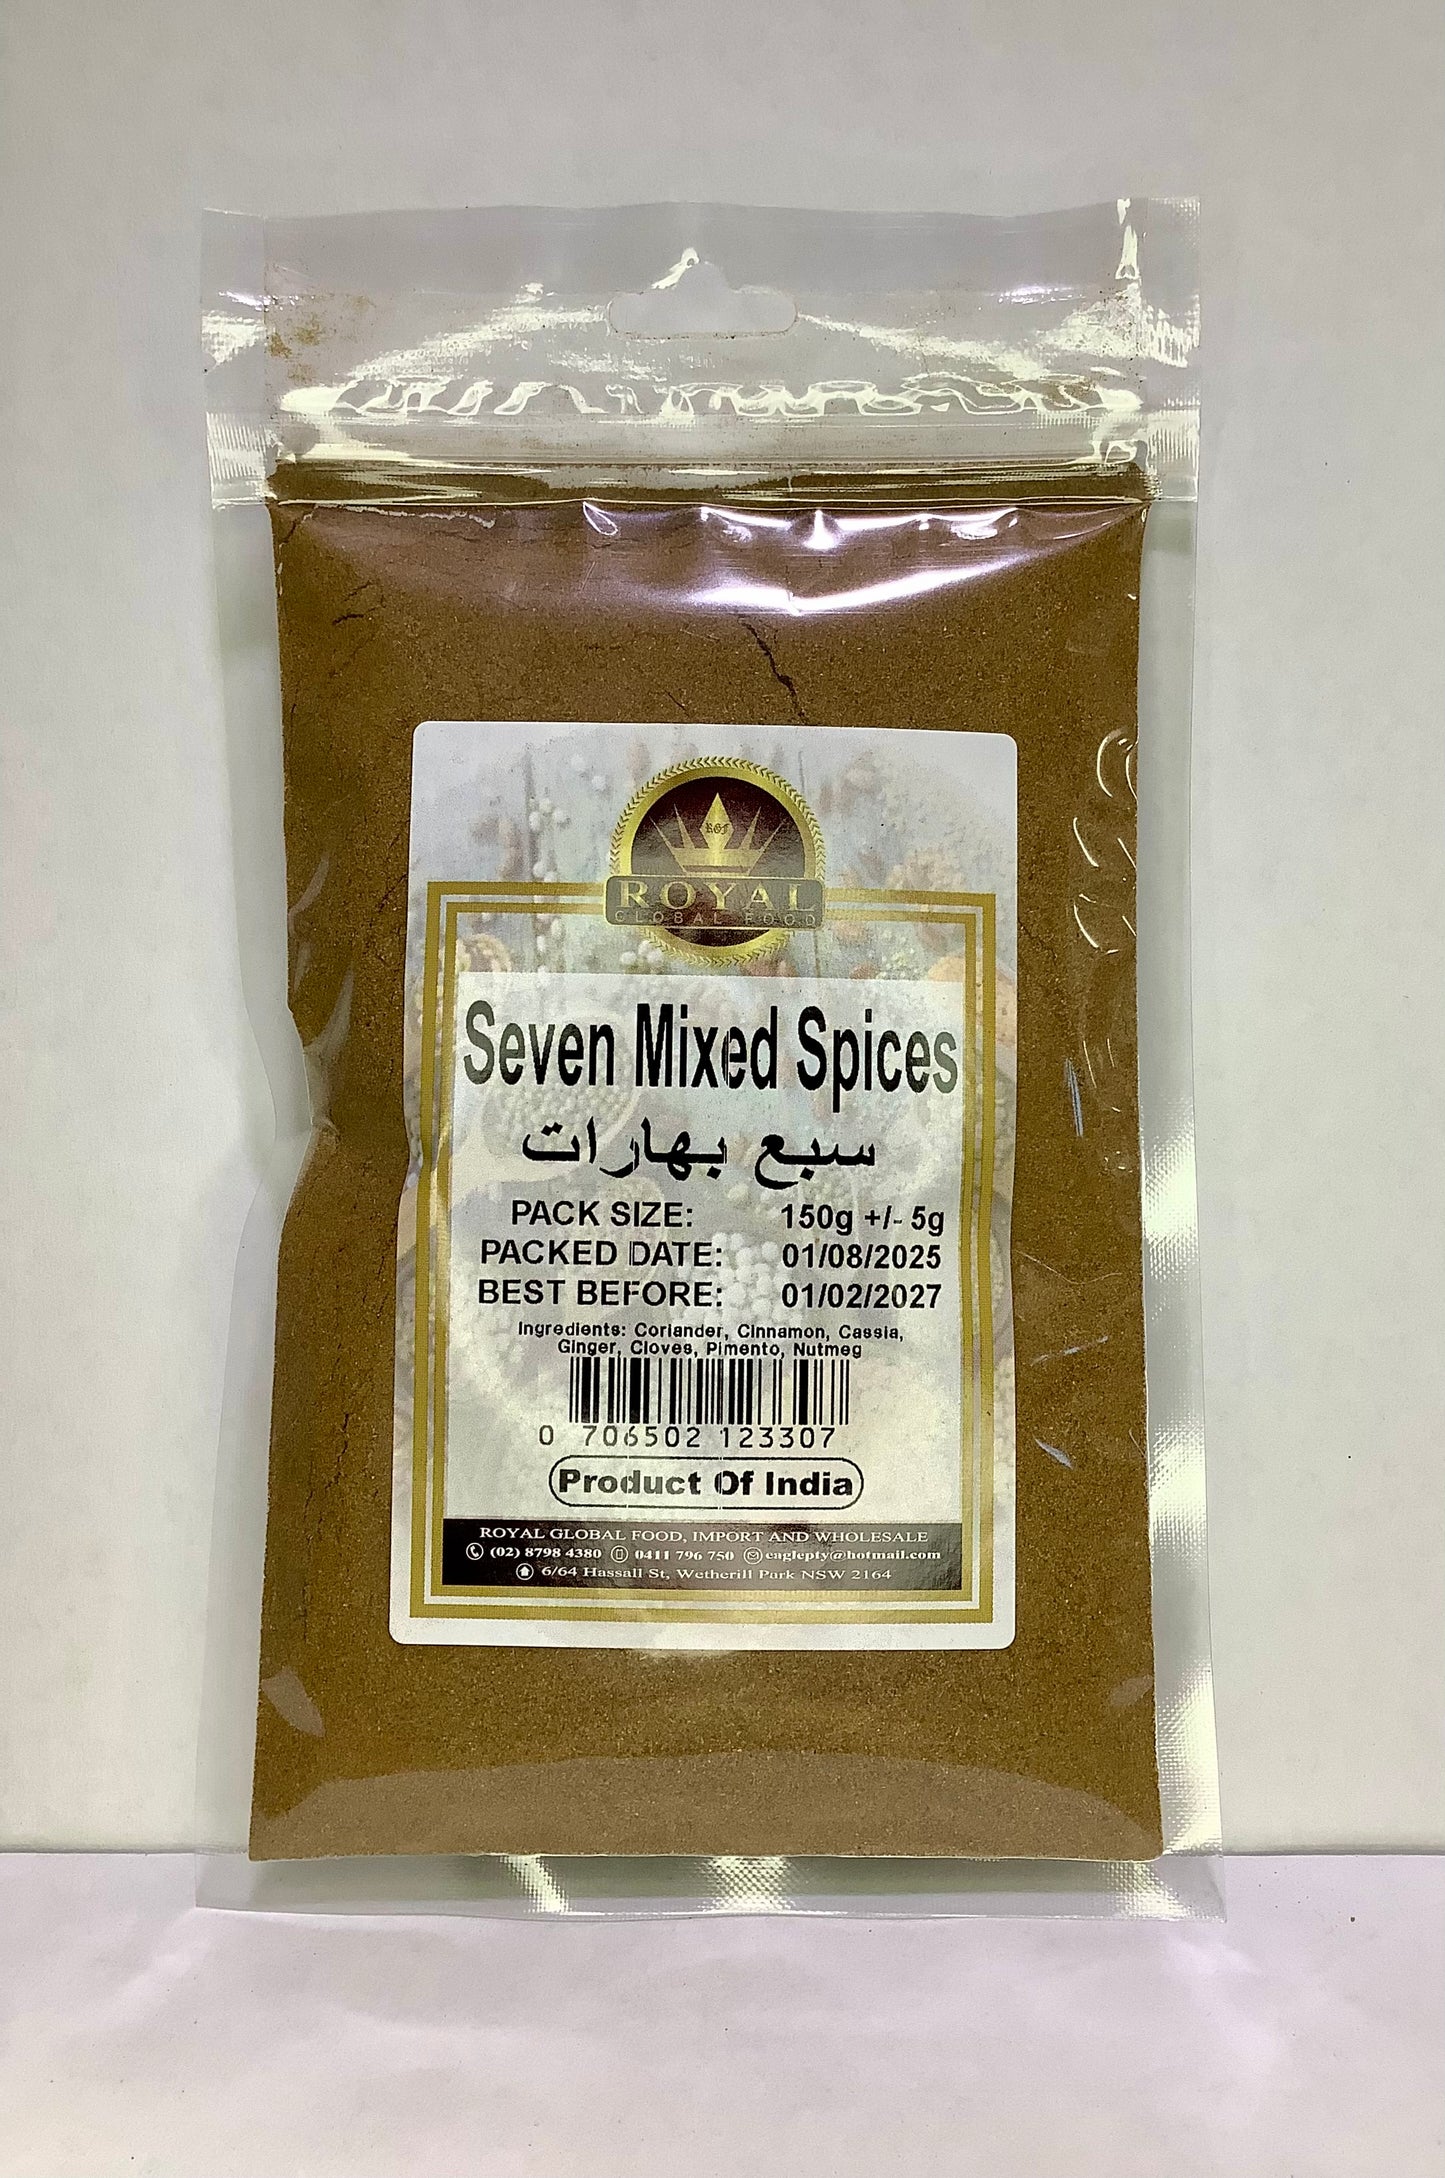 RGF
ROYAL
GLOBAL FOOD
Seven Mixed Spices
سبع بهارات
PACK SIZE: 150g +/- 5g
PACKED DATE: 01/08/2025
BEST BEFORE: 01/02/2027
Ingredients: Coriander, Cinnamon, Cassia,
Ginger, Cloves, Pimento, Nutmeg
0 706502 123307
Product Of India
ROYAL GLOBAL FOOD, IMPORT AND WHOLESALE
(02) 8798 4380 0411 796 750 eaglepty@hotmail.com
6/64 Hassall St, Wetherill Park NSW 2164